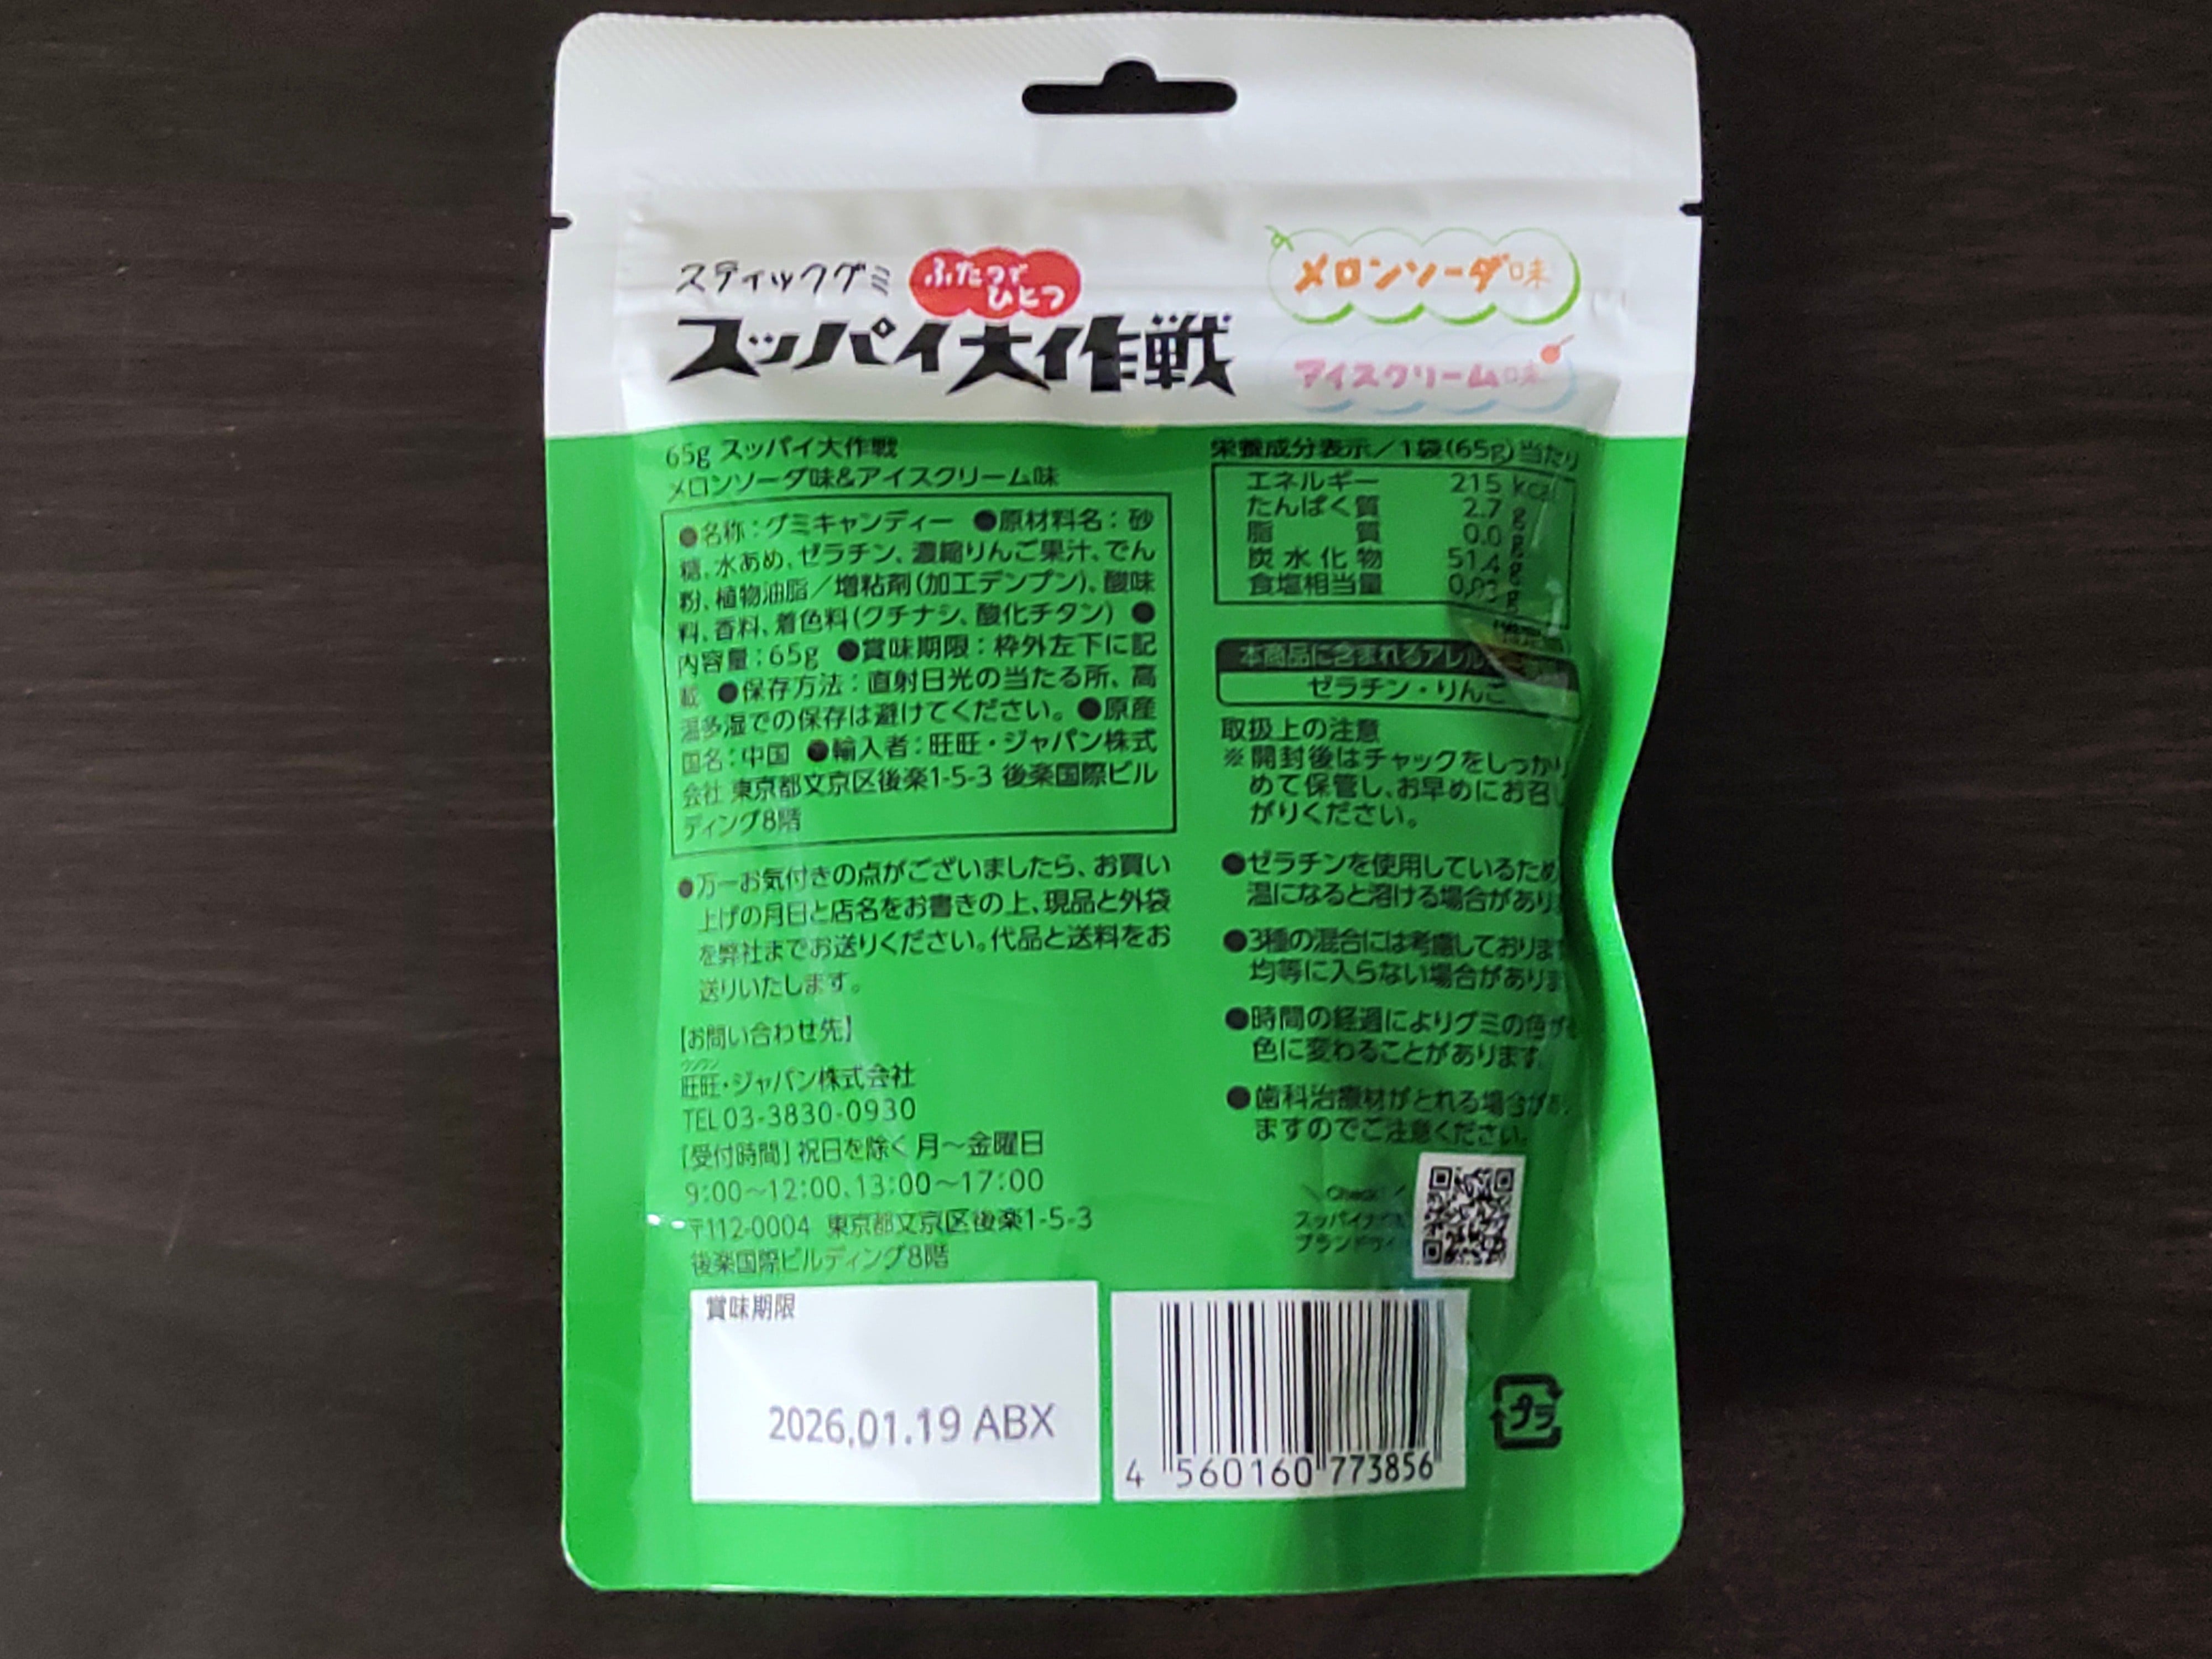 スティックグミ
ふたつで
ひとつ
スッパイ大作戦
メロンソーダ味
アイスクリーム味
65g スッパイ大作戦
メロンソーダ味&アイスクリーム味
●名称:グミキャンディー ●原材料名:砂
糖、水あめ、ゼラチン、濃縮りんご果汁、でん
粉、植物油脂/増粘剤(加工デンプン)、酸味
料、香料、着色料(クチナシ、酸化チタン) ●
内容量:65g ●賞味期限:枠外左下に記
載 ●保存方法:直射日光の当たる所、高
温多湿での保存は避けてください。●原産
国名:中国 ●輸入者:旺旺・ジャパン株式
会社 東京都文京区後楽1-5-3 後楽国際ビル
ディング8階
●万一お気付きの点がございましたら、お買い
上げの月日と店名をお書きの上、現品と外袋
を弊社までお送りください。代品と送料をお
送りいたします。
【お問い合わせ先】
ワンワン
旺旺・ジャパン株式会社
TEL 03-3830-0930
[受付時間] 祝日を除く 月～金曜日
9:00～12:00、13:00～17:00
〒112-0004 東京都文京区後楽1-5-3
後楽国際ビルディング8階
賞味期限
2026.01.19 ABX
栄養成分表示/1袋(65g)当たり
エネルギー 215 kcal
たんぱく質 2.7 g
脂質 0.0 g
炭水化物 51.4 g
食塩相当量 g
本商品に含まれるアレル
ゼラチン・りんご
取扱上の注意
※開封後はチャックをしっかり
めて保管し、お早めにお召し
がりください。
●ゼラチンを使用しているため
温になると溶ける場合があり
●3種の混合には考慮しておりま
均等に入らない場合がありま
●時間の経過によりグミの色が
色に変わることがあります。
●歯科治療材がとれる場合があり
ますのでご注意ください。
Check!
スッパイ
ブランドサイ
4 560160 773856
プラ